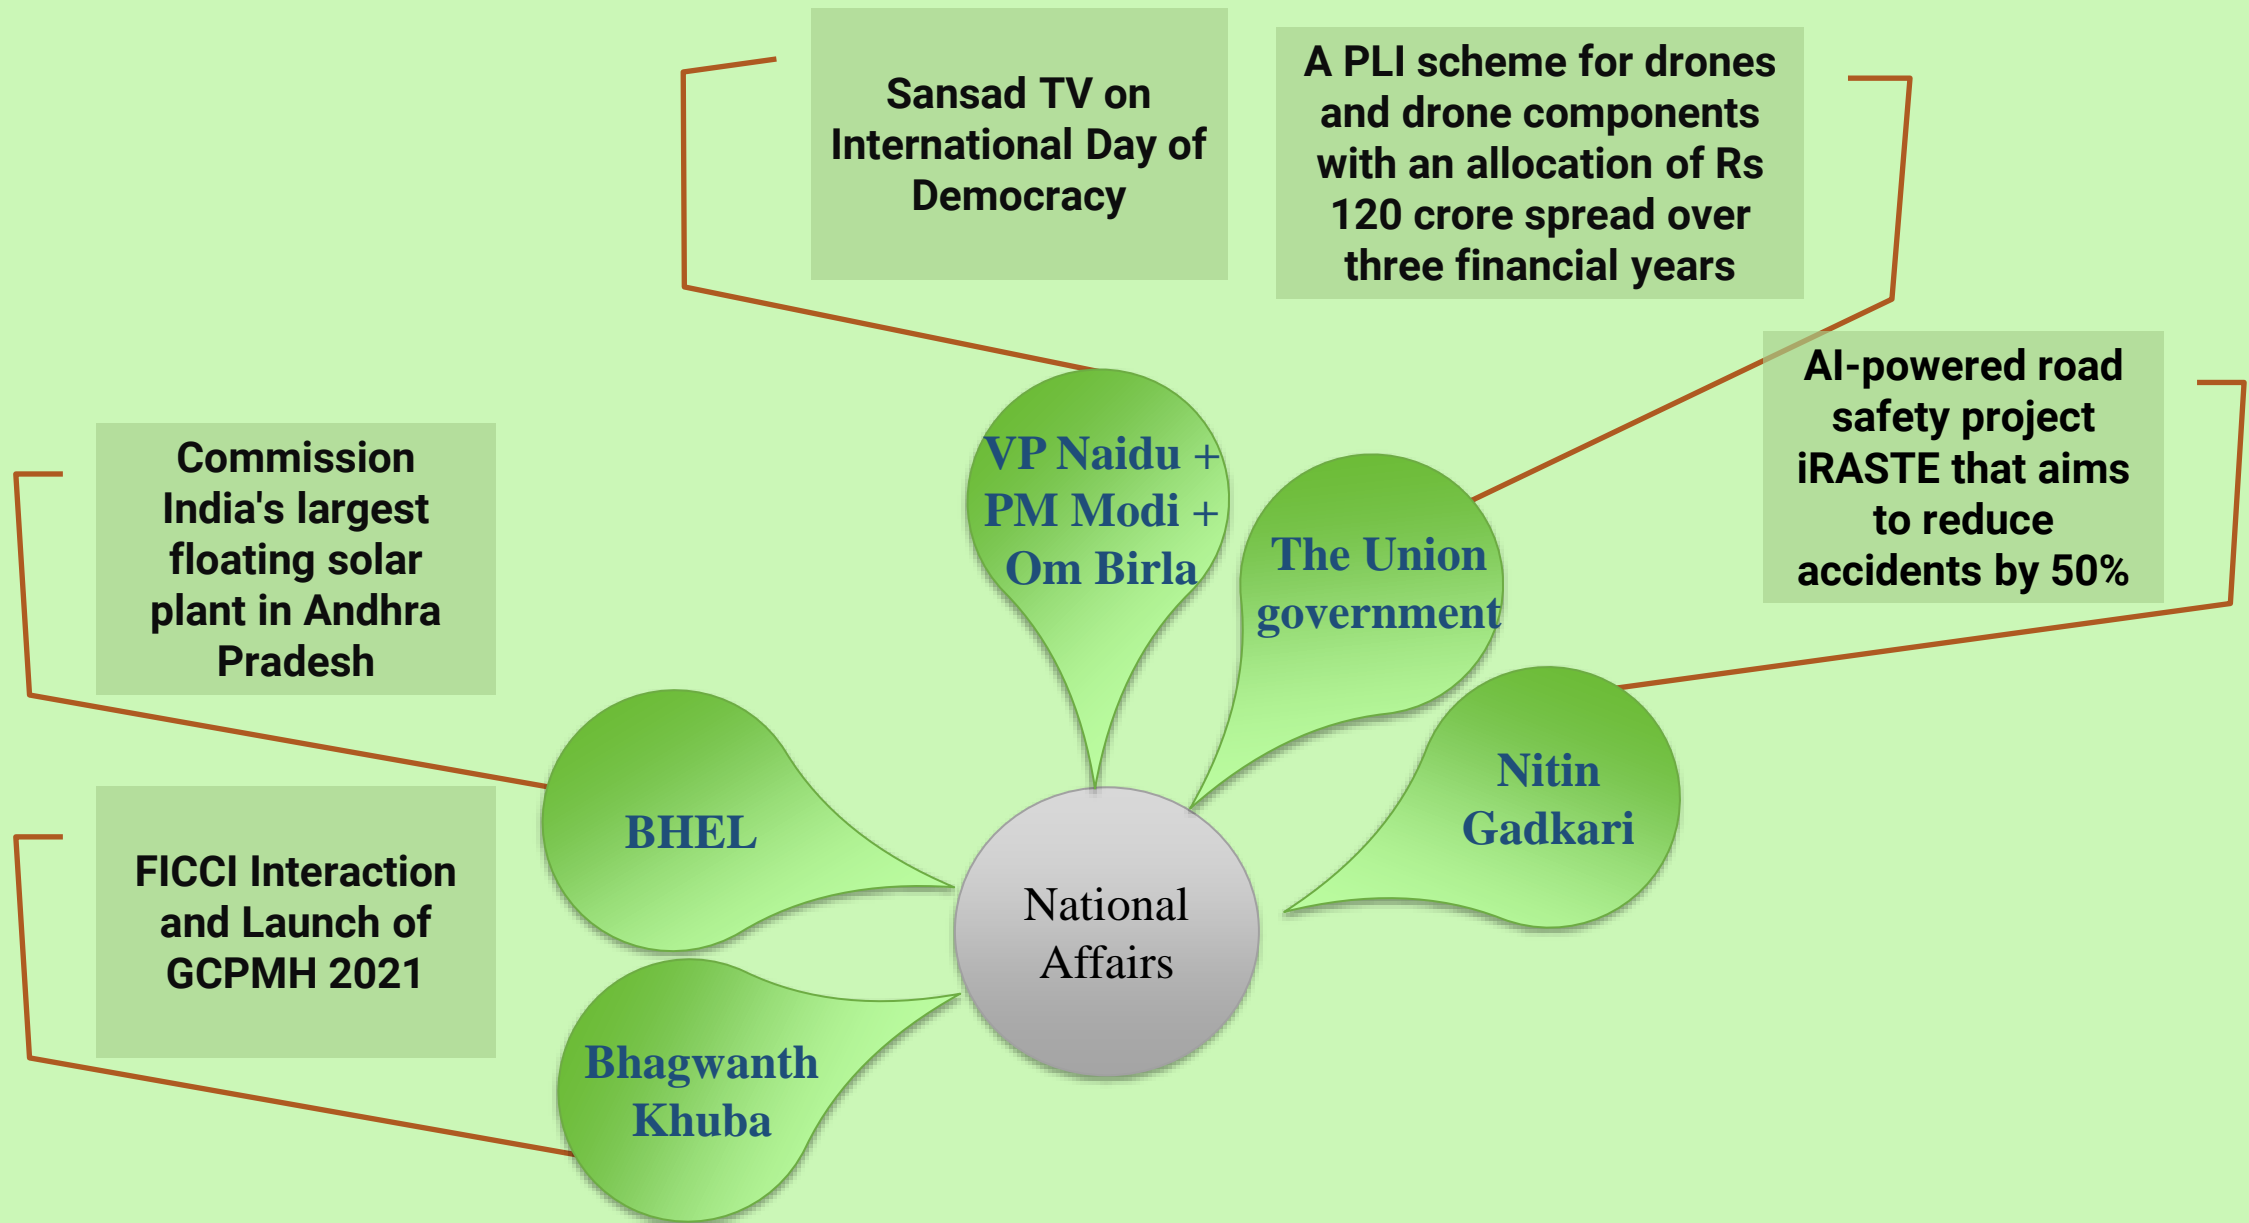 Sansad TV on
International Day of
Democracy
A PLI scheme for drones
and drone components
with an allocation of Rs
120 crore spread over
three financial years
AI-powered road
safety project
iRASTE that aims
to reduce
accidents by 50%
Commission
India's largest
floating solar
plant in Andhra
Pradesh
FICCI Interaction
and Launch of
GCPMH 2021
VP Naidu +
PM Modi +
Om Birla
The Union
government
Nitin
Gadkari
BHEL
Bhagwanth
Khuba
National
Affairs